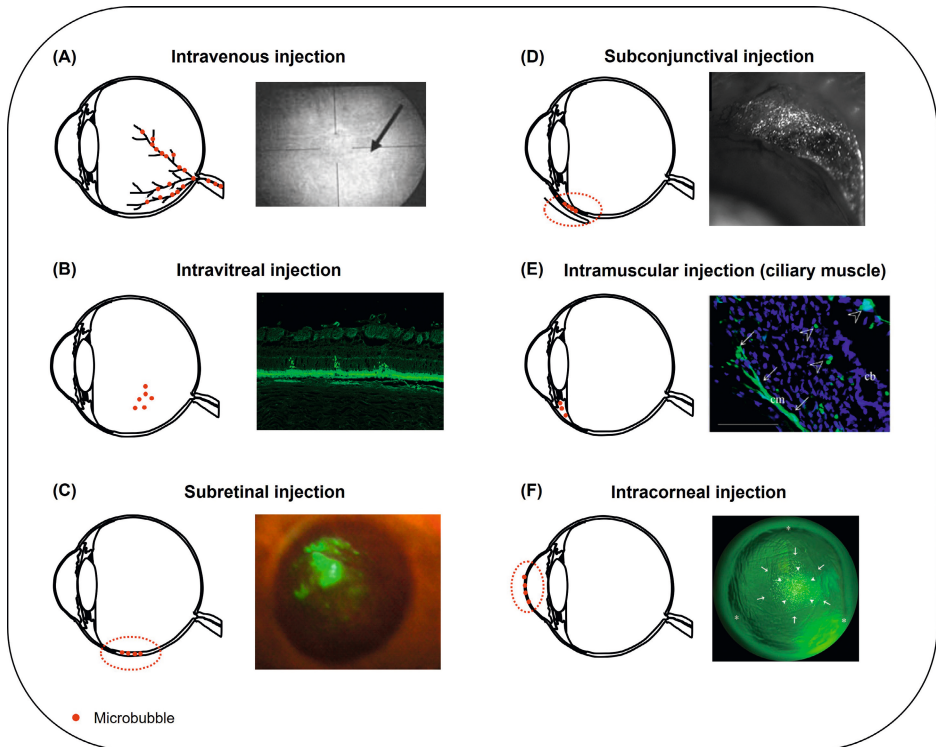 (A)
Intravenous injection
(D)
Subconjunctival injection
(B)
Intravitreal injection
(E)
Intramuscular injection (ciliary muscle)
cb
cm
(C)
Subretinal injection
(F)
Intracorneal injection
*
* *
Microbubble